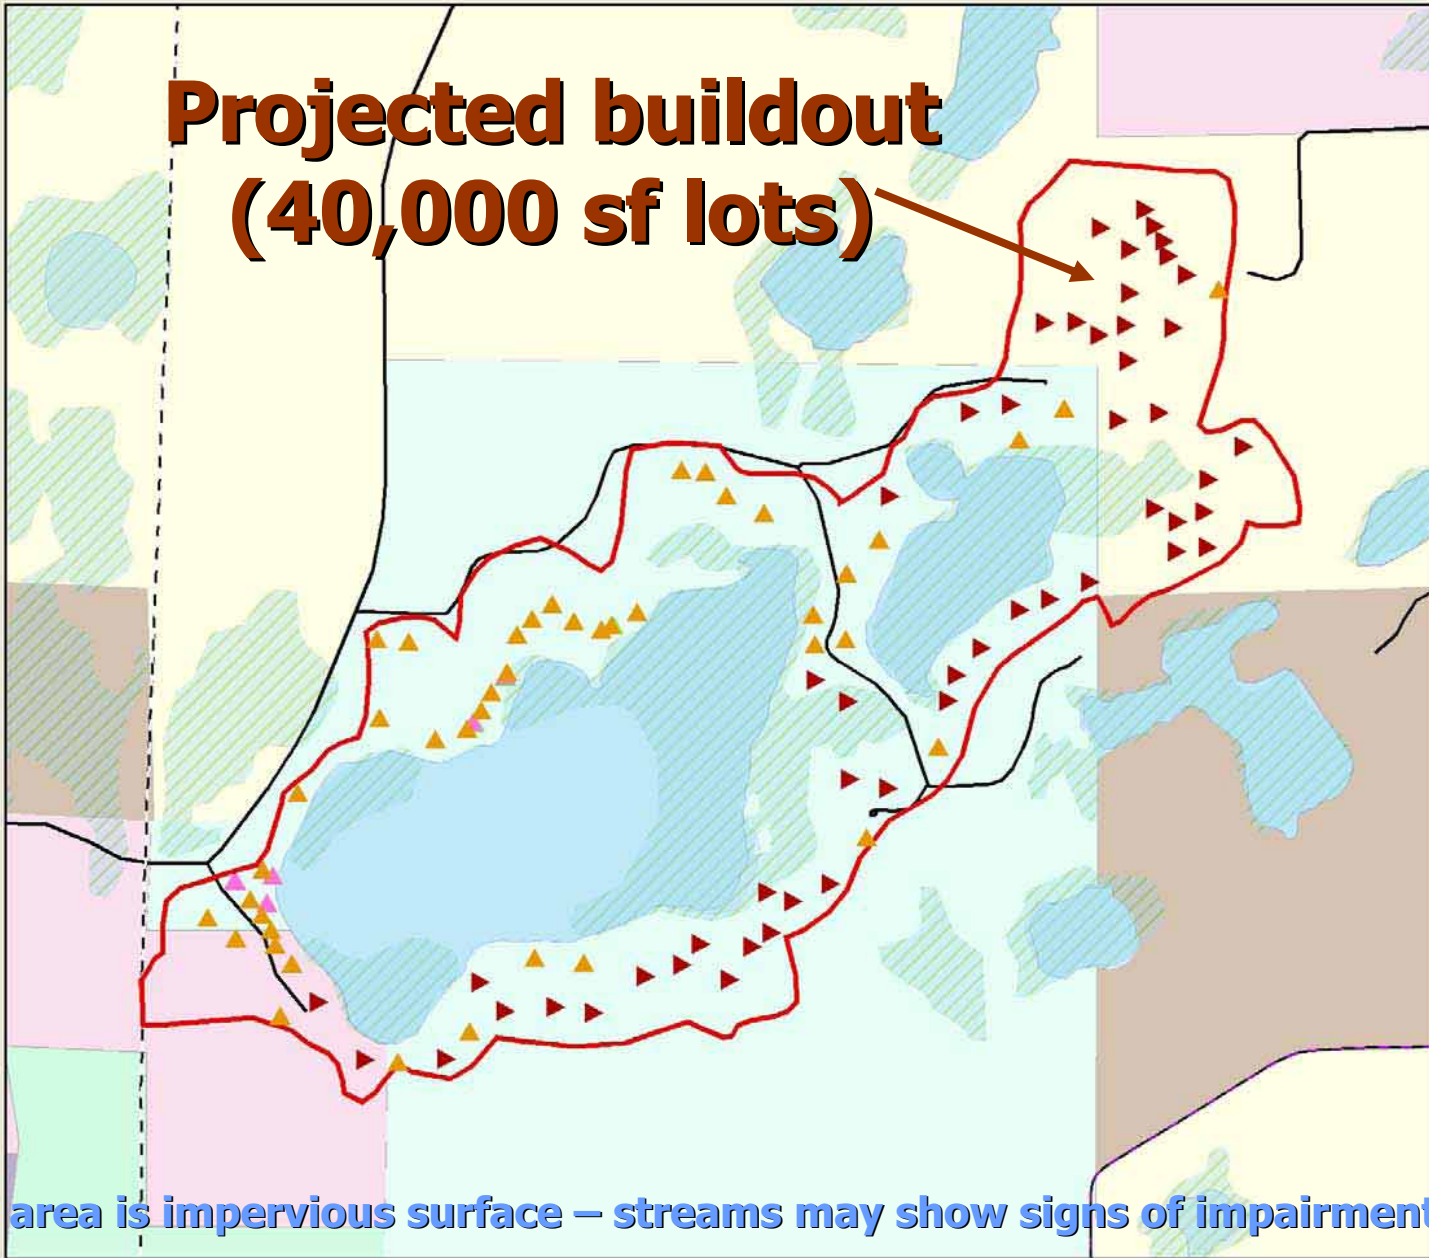 Projected buildout
(40,000 sf lots)
area is impervious surface – streams may show signs of impairment